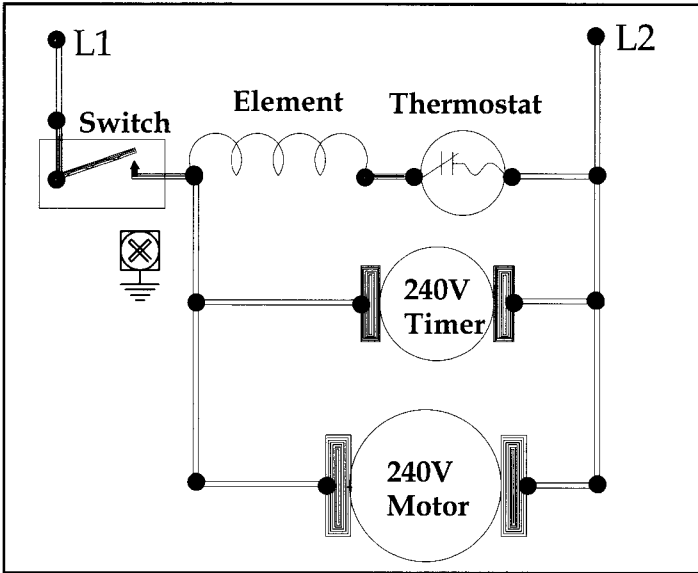 L1
L2
Element
Thermostat
Switch
240V
Timer
240V
Motor